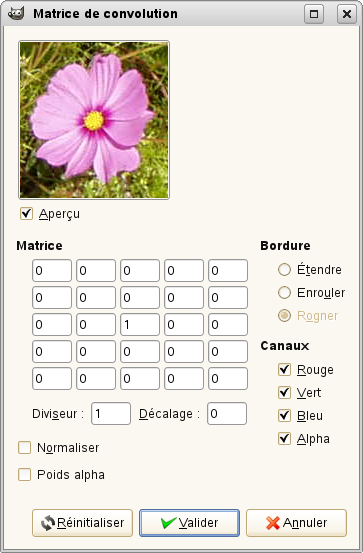 Matrice de convolution
Aperçu
Matrice
0 0 0 0 0
0 0 0 0 0
0 0 1 0 0
0 0 0 0 0
0 0 0 0 0
Diviseur : 1 Décalage : 0
Normaliser
Poids alpha
Bordure
Étendre
Enrouler
Rogner
Canaux
Rouge
Vert
Bleu
Alpha
Réinitialiser Valider Annuler